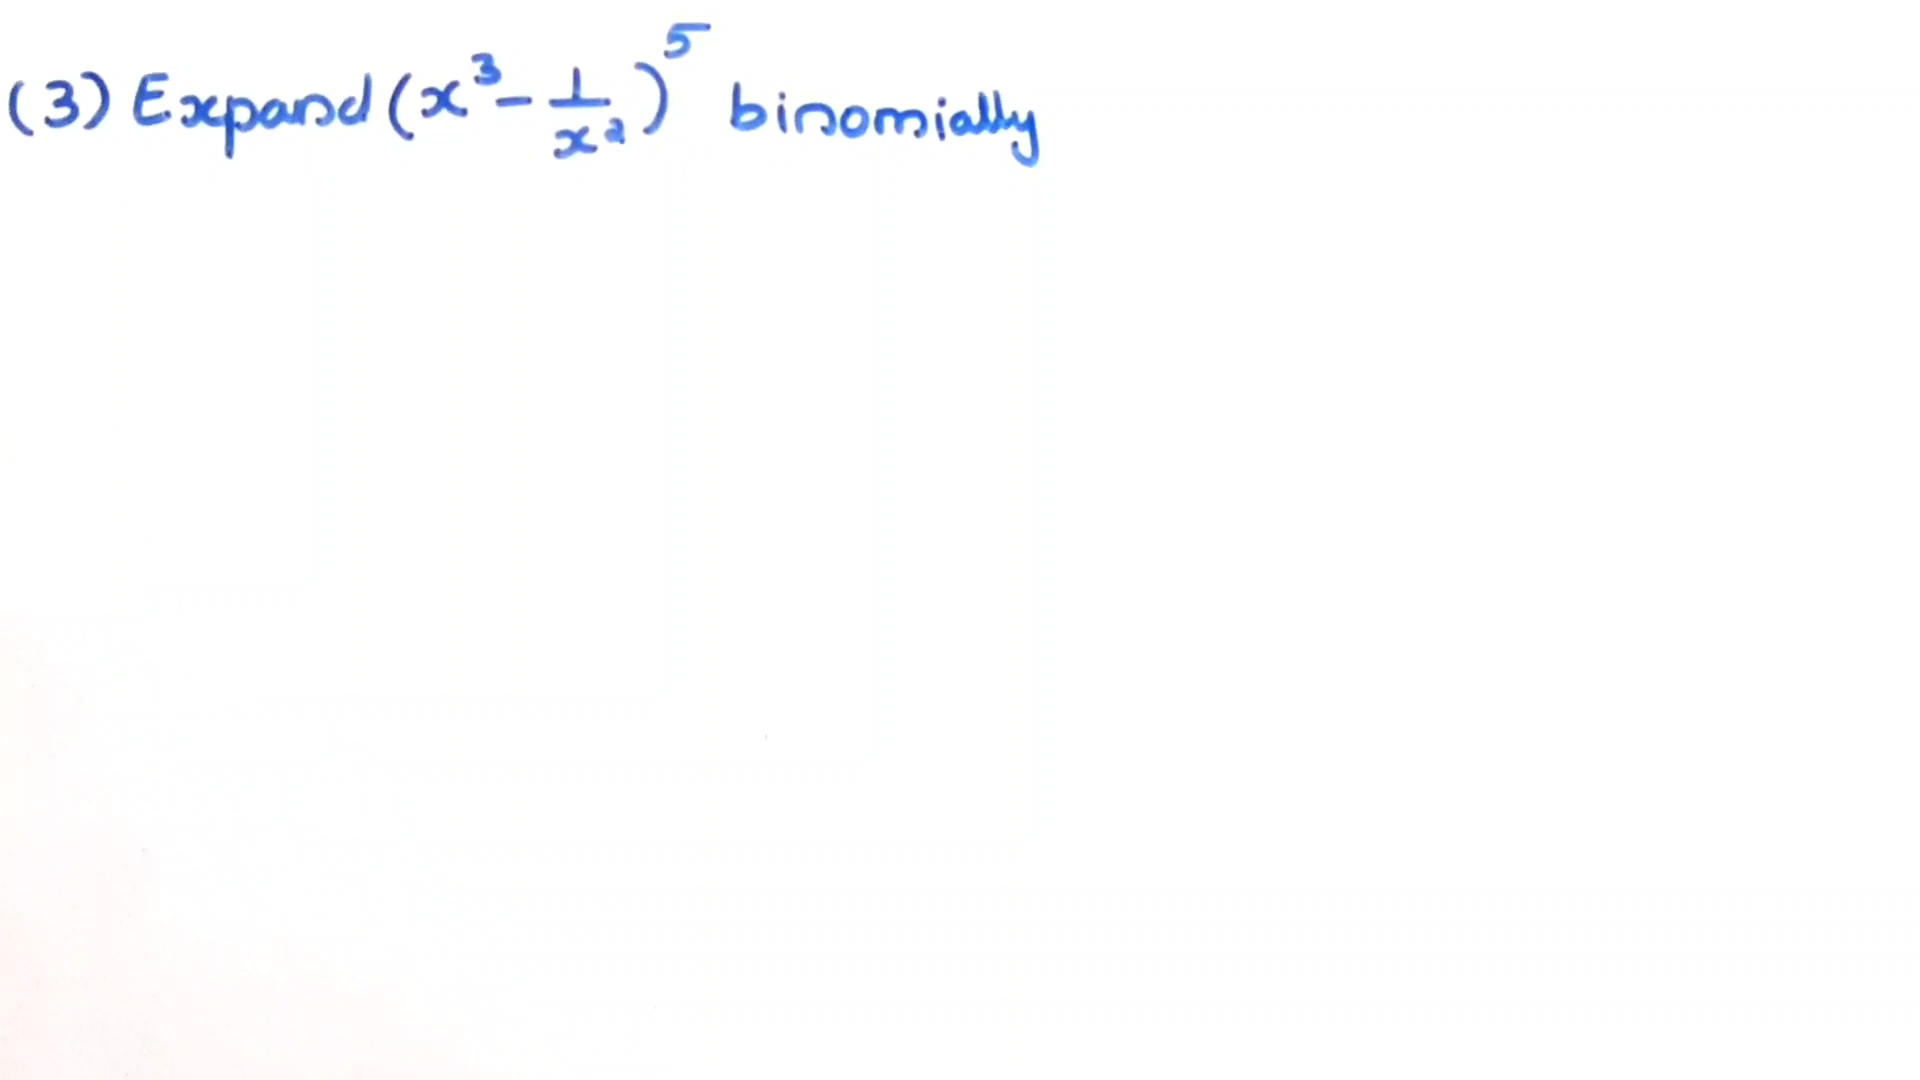 (3) Expand (x³ - 1/x²)⁵ binomially